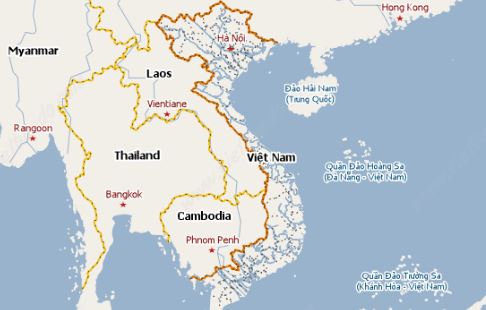 Hong Kong
Hà Nội
Myanmar
Laos
Đảo Hải Nam
(Trung Quốc)
Vientiane
Rangoon
Thailand
Việt Nam
Quần Đảo Hoàng Sa
(Đà Nẵng - Việt Nam)
Bangkok
Cambodia
Phnom Penh
Quần Đảo Trường Sa
(Khánh Hòa - Việt Nam)